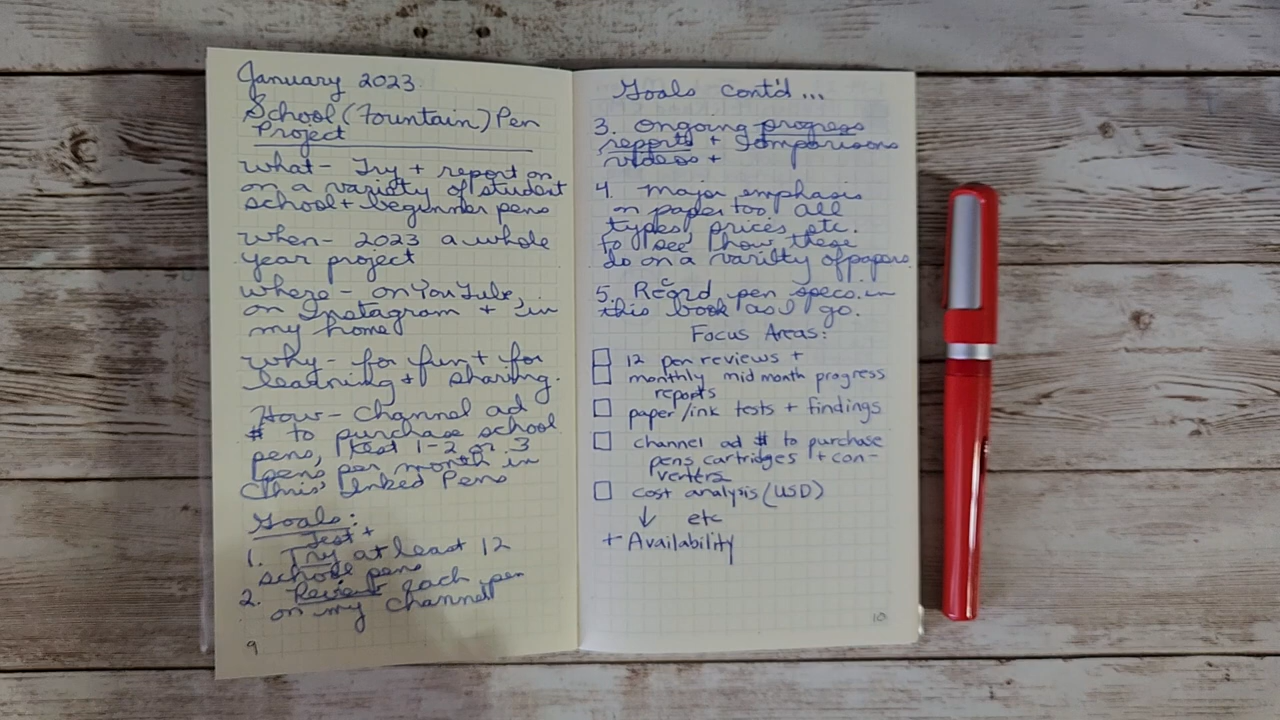 January 2023
School (Fountain) Pen
Project
what - Try + report on
on a variety of student
school + beginner pens
when - 2023 a whole
year project
where - on YouTube,
on Instagram + in
my home
why - for fun + for
learning + sharing.
How - Channel ad
$ to purchase school
pens, test 1-2 or 3
pens per month in
Chris' Inked Pens
Goals:
Test +
1. Try at least 12
school pens
2. Review each pen
on my channel
9
Goals cont'd...
3. ongoing progress
reports + comparisons
videos +
4. major emphasis
on paper too, all
types, prices, etc.
to see how these
do on a variety of papers
5. Record pen specs. in
this book as I go.
Focus Areas:
12 pen reviews +
monthly mid month progress
reports
paper/ink tests + findings
channel ad $ to purchase
pens cartridges + con-
verters
cost analysis (USD)
↓ etc
+ Availability
10